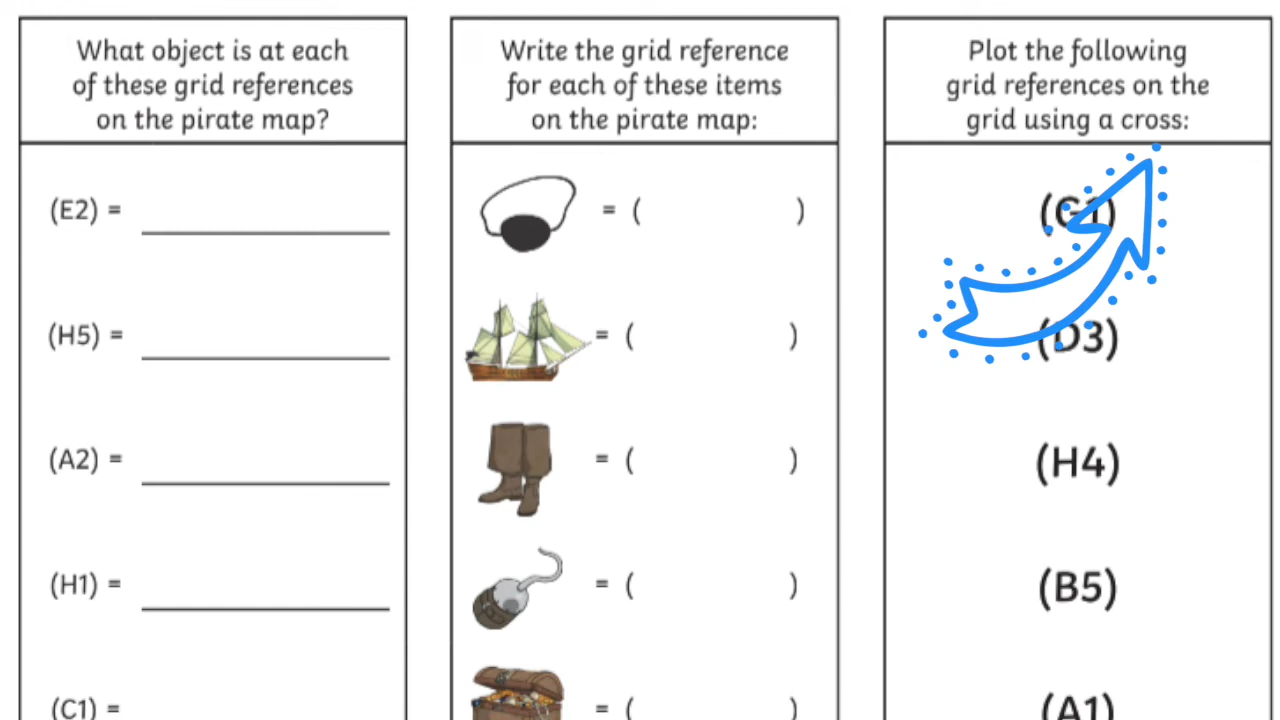 What object is at each
of these grid references
on the pirate map?
(E2) =
(H5) =
(A2) =
(H1) =
(C1) =
Write the grid reference
for each of these items
on the pirate map:
= ( )
= ( )
= ( )
= ( )
= (
Plot the following
grid references on the
grid using a cross:
(G1)
(D3)
(H4)
(B5)
(A1)